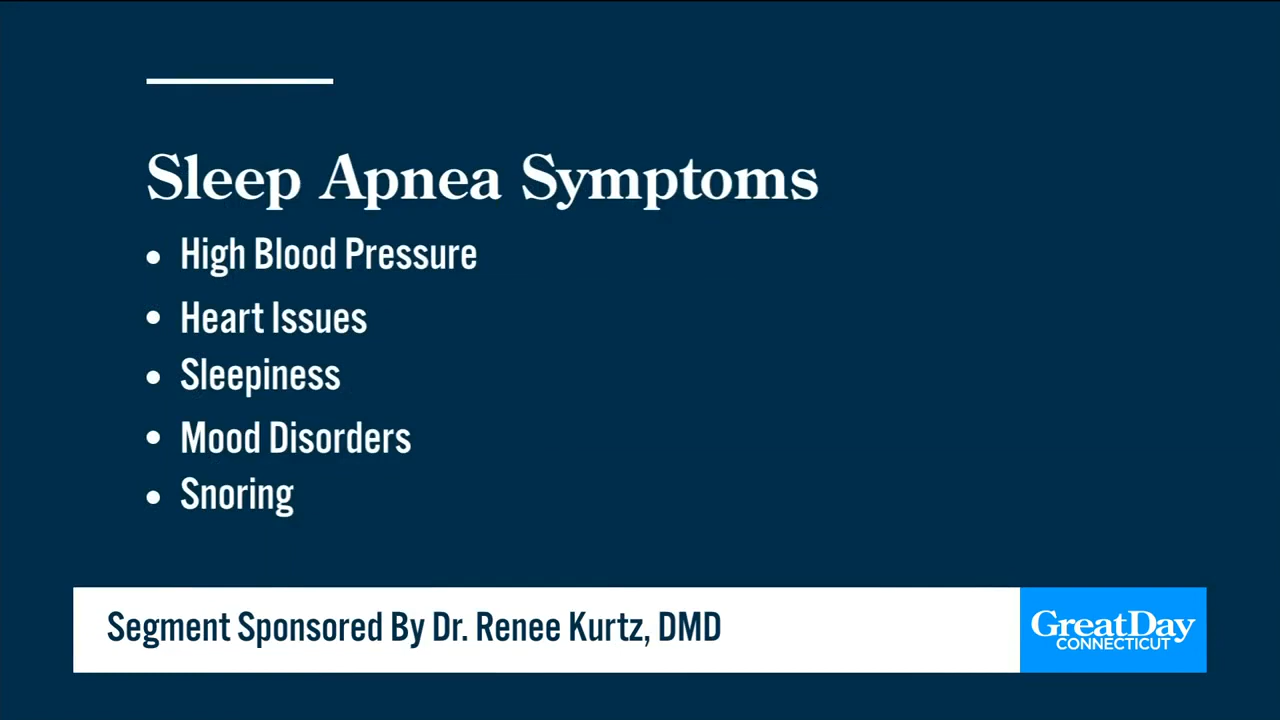 Sleep Apnea Symptoms
• High Blood Pressure
• Heart Issues
• Sleepiness
• Mood Disorders
• Snoring
Segment Sponsored By Dr. Renee Kurtz, DMD
GreatDay
CONNECTICUT